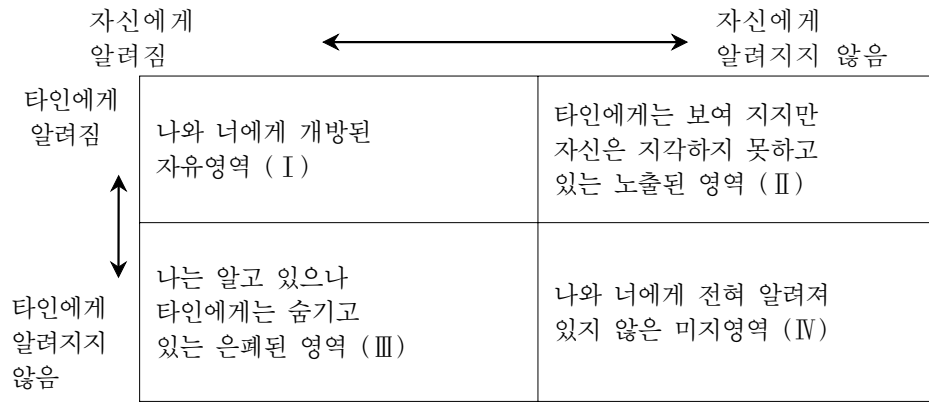 자신에게
알려짐
자신에게
알려지지 않음
타인에게
알려짐
나와 너에게 개방된
자유영역 (Ⅰ)
타인에게는 보여 지지만
자신은 지각하지 못하고
있는 노출된 영역 (Ⅱ)
타인에게
알려지지
않음
나는 알고 있으나
타인에게는 숨기고
있는 은폐된 영역 (Ⅲ)
나와 너에게 전혀 알려져
있지 않은 미지영역 (Ⅳ)